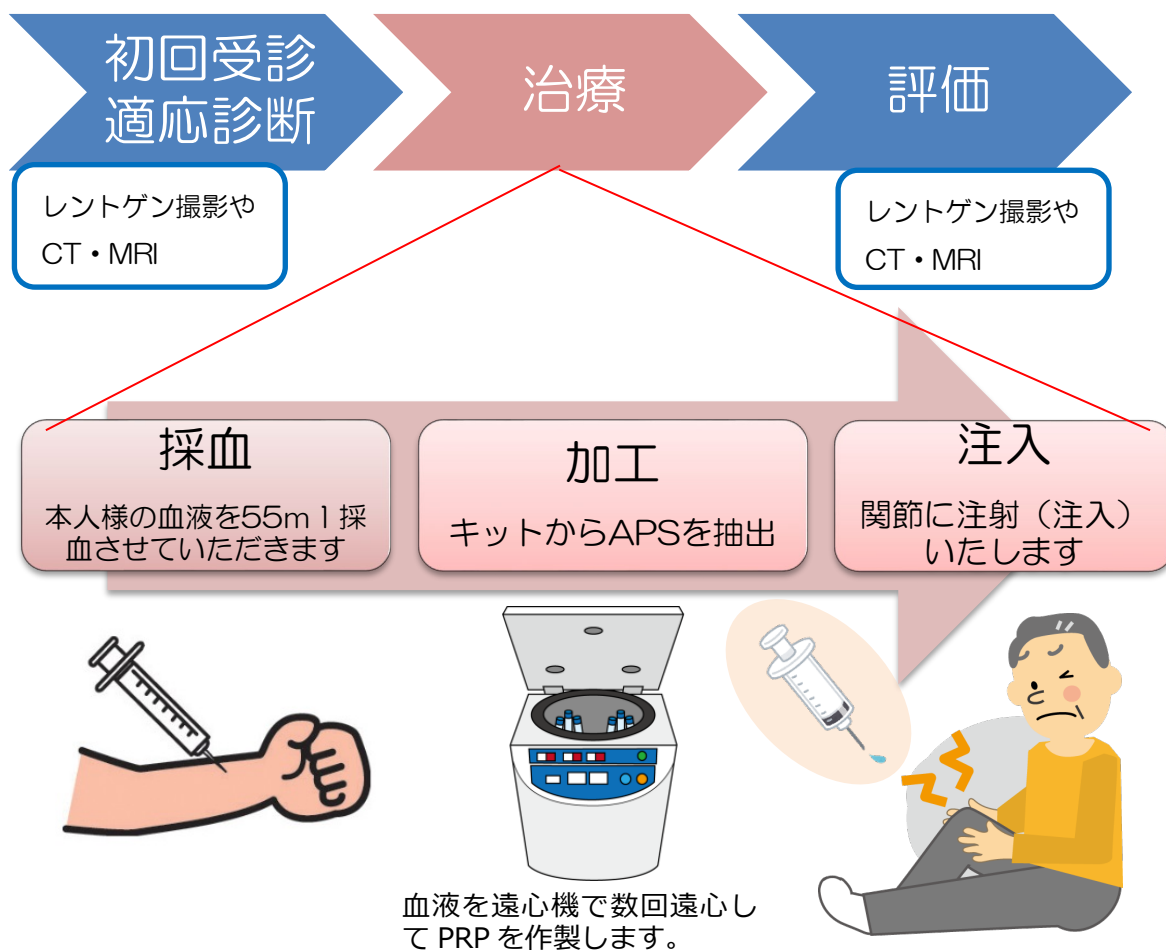 初回受診
適応診断
治療
評価
レントゲン撮影や
CT・MRI
レントゲン撮影や
CT・MRI
採血
本人様の血液を55ｍｌ採
血させていただきます
加工
キットからAPSを抽出
注入
関節に注射（注入）
いたします
血液を遠心機で数回遠心し
て PRP を作製します。